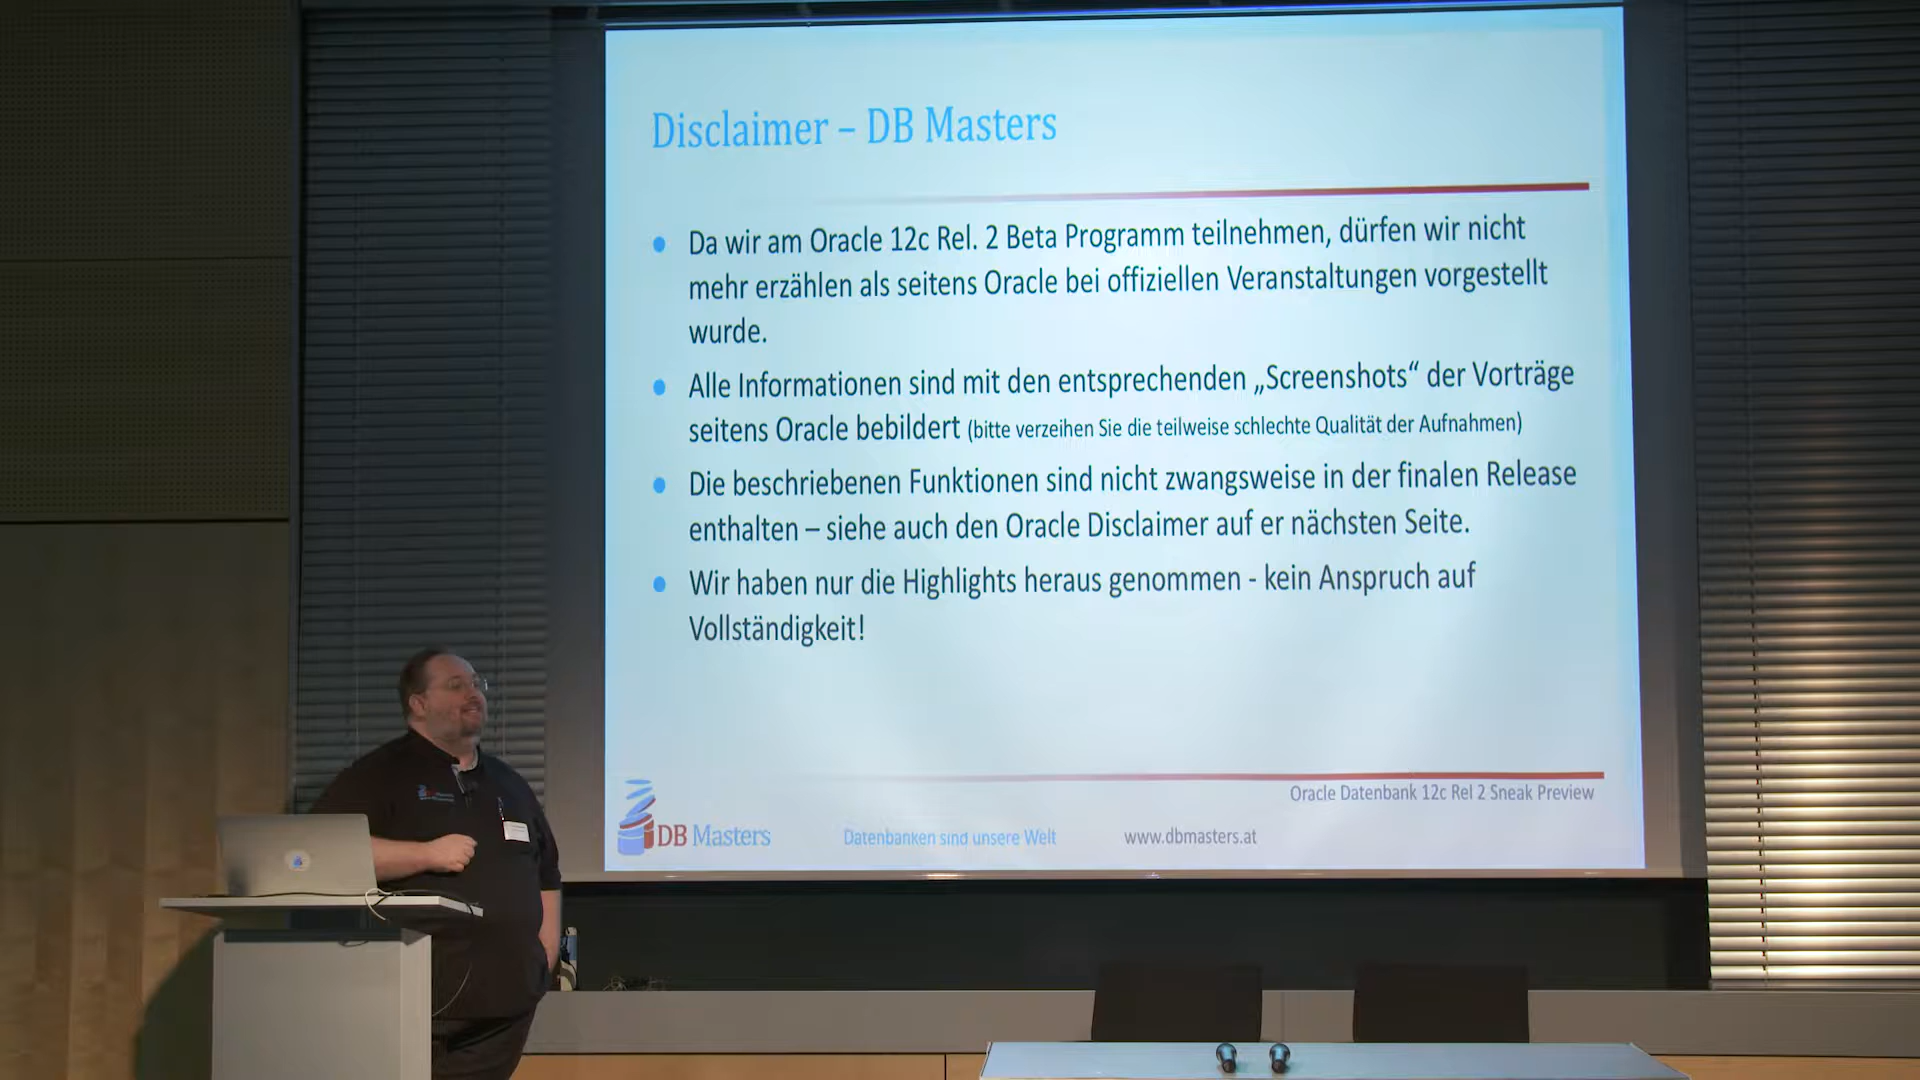 Disclaimer – DB Masters
Da wir am Oracle 12c Rel. 2 Beta Programm teilnehmen, dürfen wir nicht
mehr erzählen als seitens Oracle bei offiziellen Veranstaltungen vorgestellt
wurde.
Alle Informationen sind mit den entsprechenden „Screenshots“ der Vorträge
seitens Oracle bebildert (bitte verzeihen Sie die teilweise schlechte Qualität der Aufnahmen)
Die beschriebenen Funktionen sind nicht zwangsweise in der finalen Release
enthalten – siehe auch den Oracle Disclaimer auf er nächsten Seite.
Wir haben nur die Highlights heraus genommen - kein Anspruch auf
Vollständigkeit!
Oracle Datenbank 12c Rel 2 Sneak Preview
DB Masters
Datenbanken sind unsere Welt
www.dbmasters.at